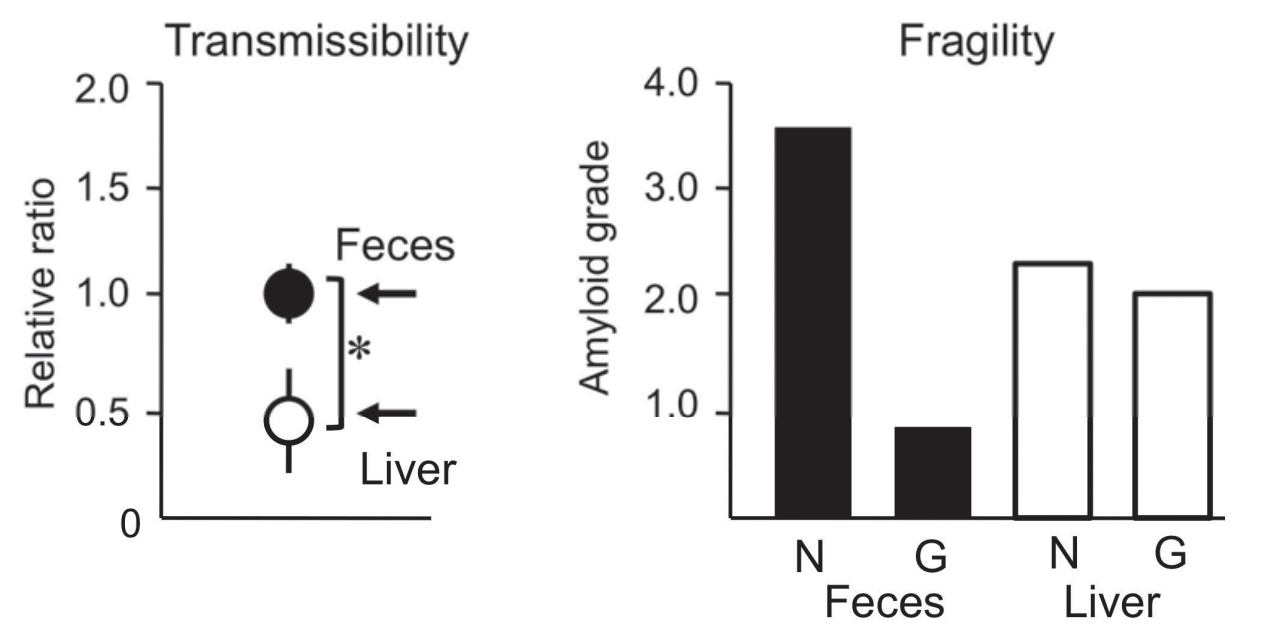 Transmissibility
Relative ratio
2.0
1.5
1.0
0.5
0
Feces
*
Liver
Fragility
Amyloid grade
4.0
3.0
2.0
1.0
N G N G
Feces Liver